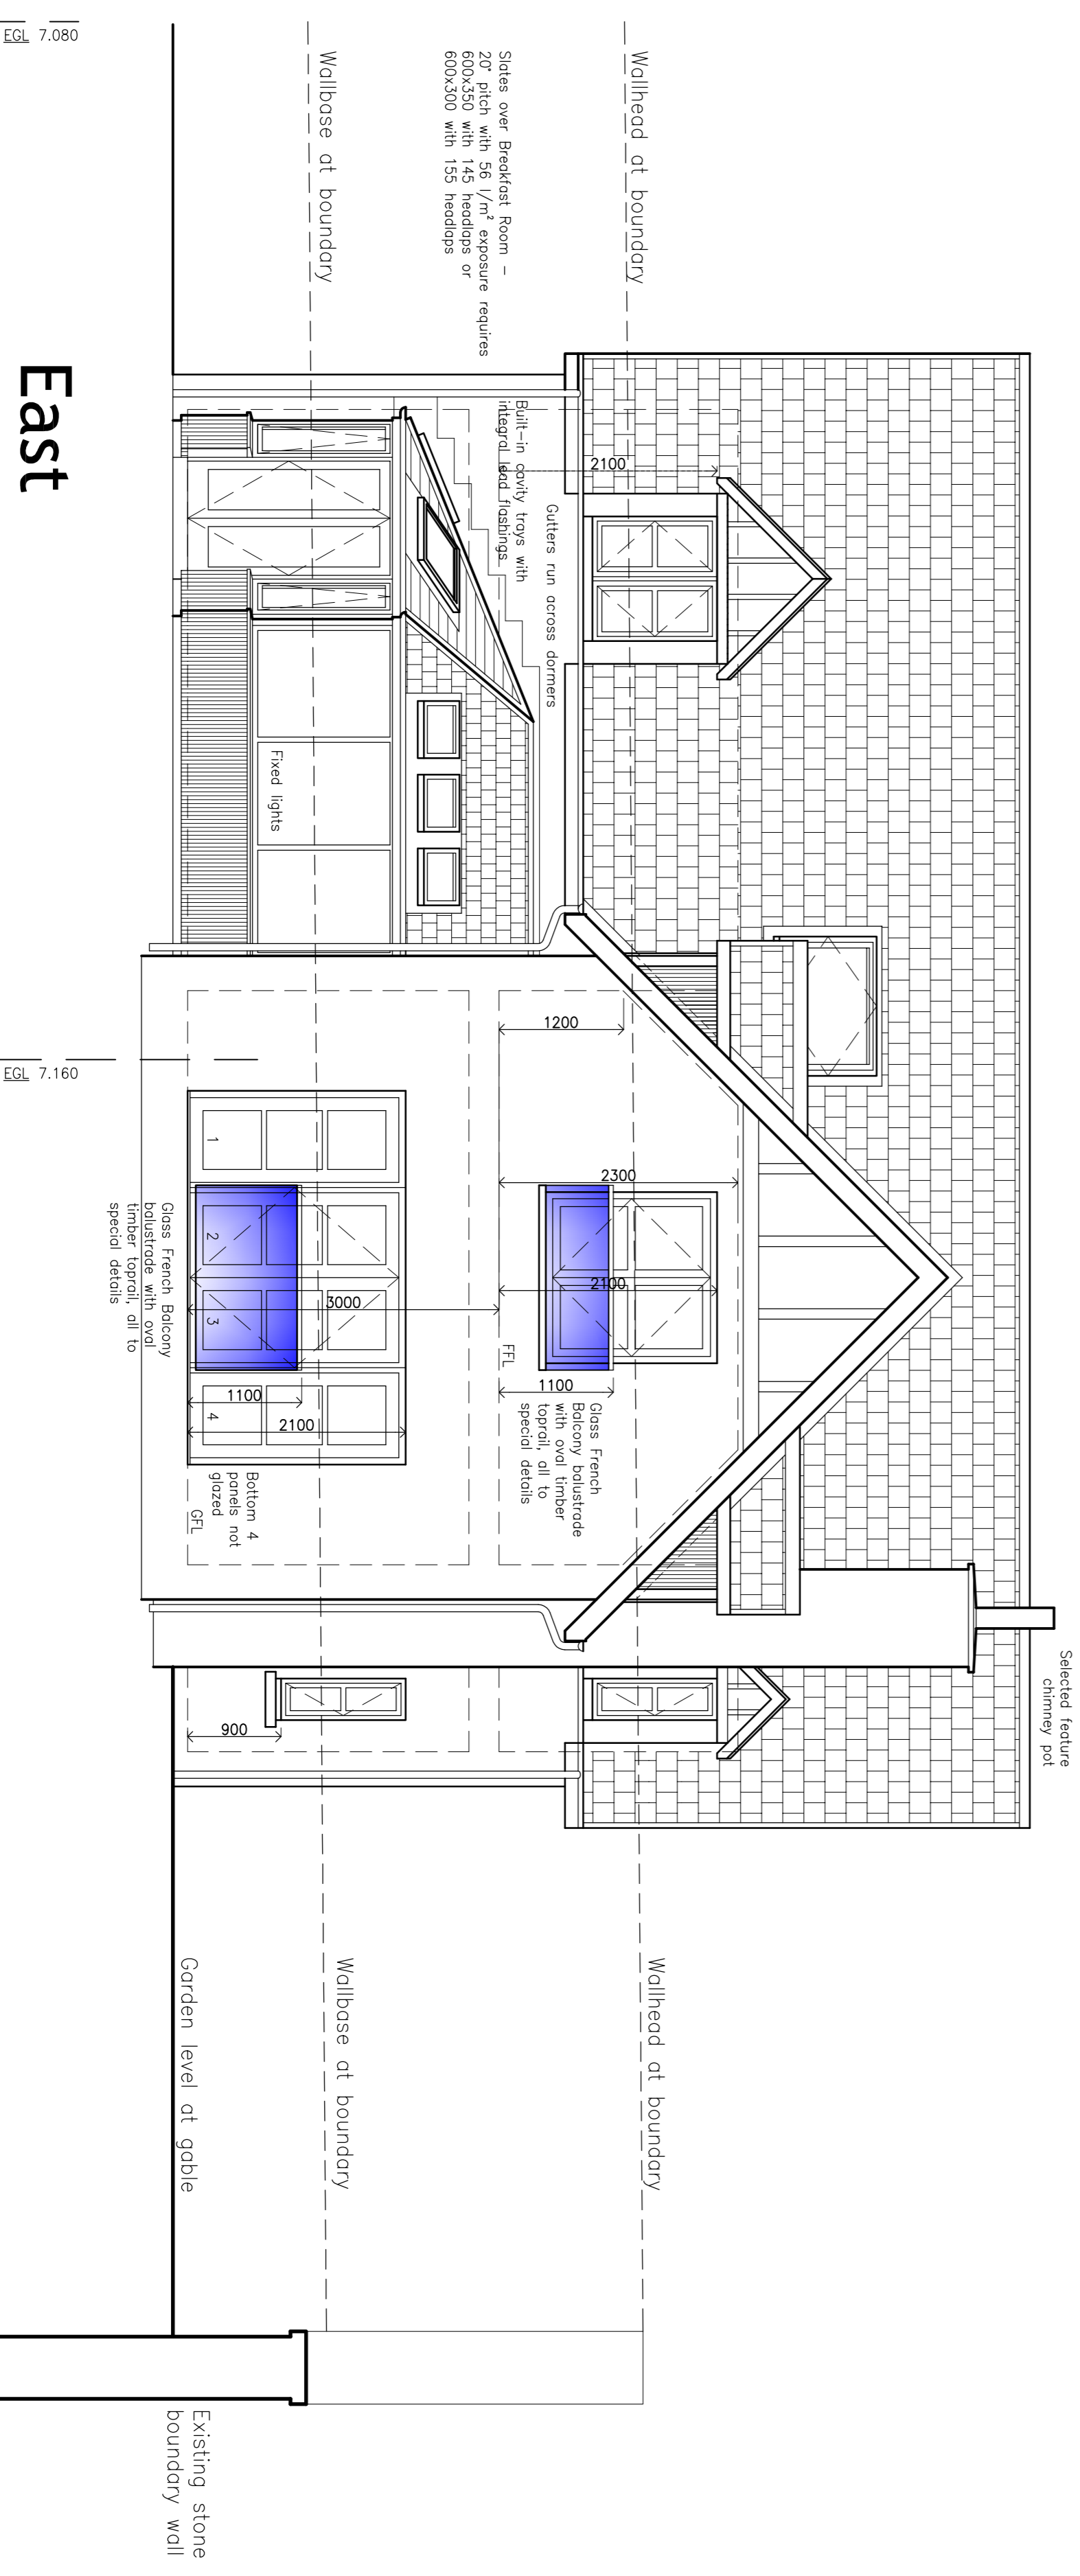 Selected feature
chimney pot
Wallhead at boundary
Wallhead at boundary
Slates over Breakfast Room –
20° pitch with 56 l/m² exposure requires
600x350 with 145 headlaps or
600x300 with 155 headlaps
2100
Built–in cavity trays with
integral lead flashings
Gutters run across dormers
1200
2300
2100
1100
FFL
Glass French
Balcony balustrade
with oval timber
toprail, all to
special details
Wallbase at boundary
Wallbase at boundary
Fixed lights
1
2
3
4
3000
1100
2100
Bottom 4
panels not
glazed
GFL
900
Garden level at gable
Existing stone
boundary wall
Glass French Balcony
balustrade with oval
timber toprail, all to
special details
EGL 7.080
EGL 7.160
East